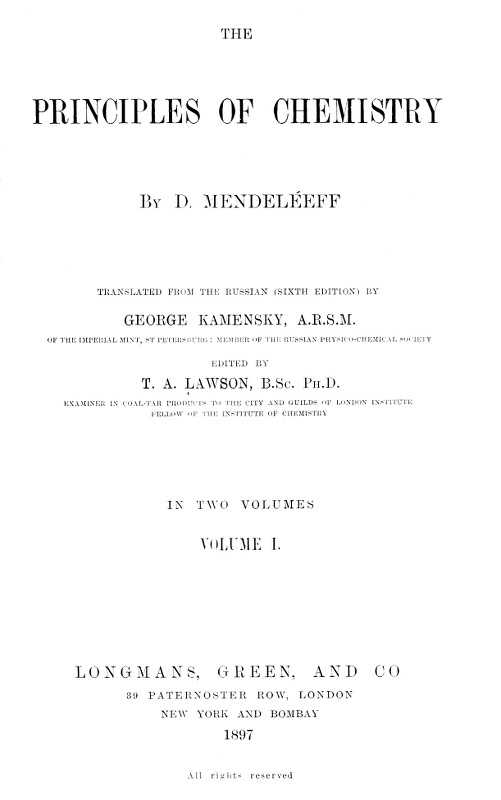 THE
PRINCIPLES OF CHEMISTRY
BY D. MENDELÉEFF
TRANSLATED FROM THE RUSSIAN (SIXTH EDITION) BY
GEORGE KAMENSKY, A.R.S.M.
OF THE IMPERIAL MINT, ST PETERSBURG: MEMBER OF THE RUSSIAN PHYSICO-CHEMICAL SOCIETY
EDITED BY
T. A. LAWSON, B.Sc. PH.D.
EXAMINER IN COAL-TAR PRODUCTS TO THE CITY AND GUILDS OF LONDON INSTITUTE
FELLOW OF THE INSTITUTE OF CHEMISTRY
IN TWO VOLUMES
VOLUME I.
LONGMANS, GREEN, AND CO
39 PATERNOSTER ROW, LONDON
NEW YORK AND BOMBAY
1897
All rights reserved